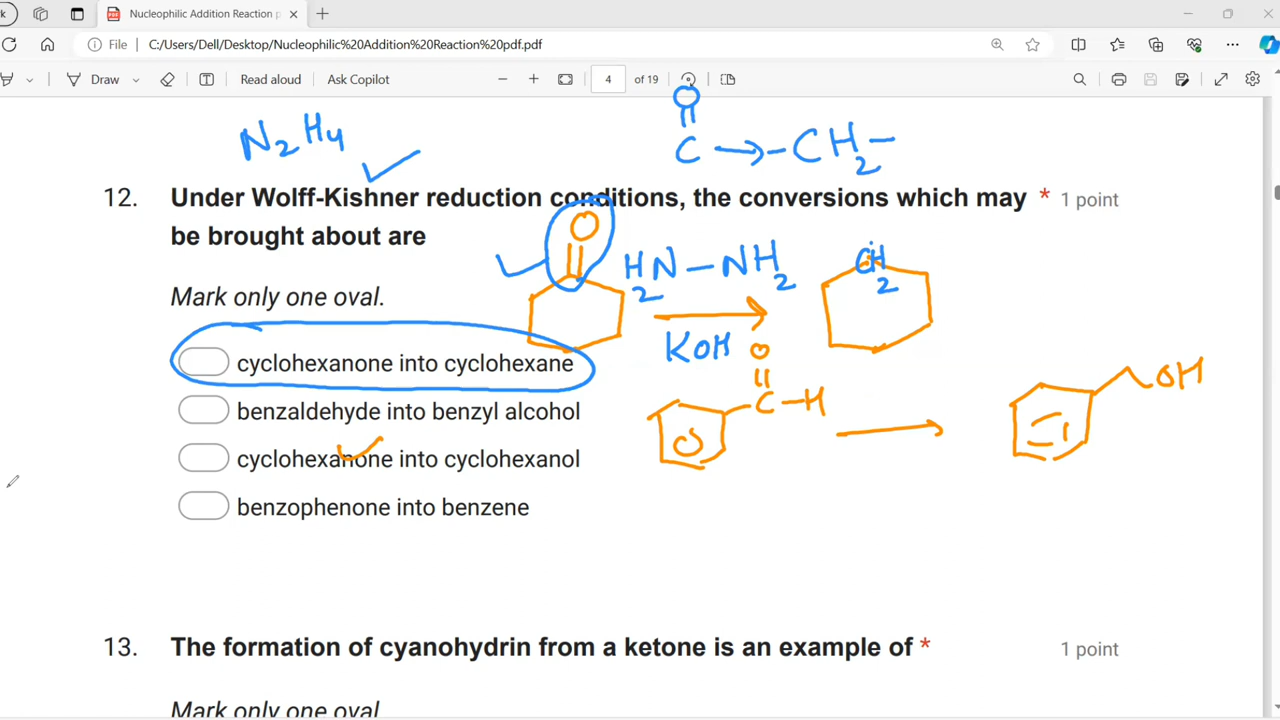 Nucleophilic Addition Reaction p
File C:/Users/Dell/Desktop/Nucleophilic%20Addition%20Reaction%20pdf.pdf
Draw Read aloud Ask Copilot 4 of 19
O
N2H4
C → - CH2 -
12. Under Wolff-Kishner reduction conditions, the conversions which may * 1 point
be brought about are
O
H2N - NH2
CH2
Mark only one oval.
KOH
cyclohexanone into cyclohexane
O
C - H
OH
benzaldehyde into benzyl alcohol
cyclohexanone into cyclohexanol
benzophenone into benzene
13. The formation of cyanohydrin from a ketone is an example of * 1 point
Mark only one oval